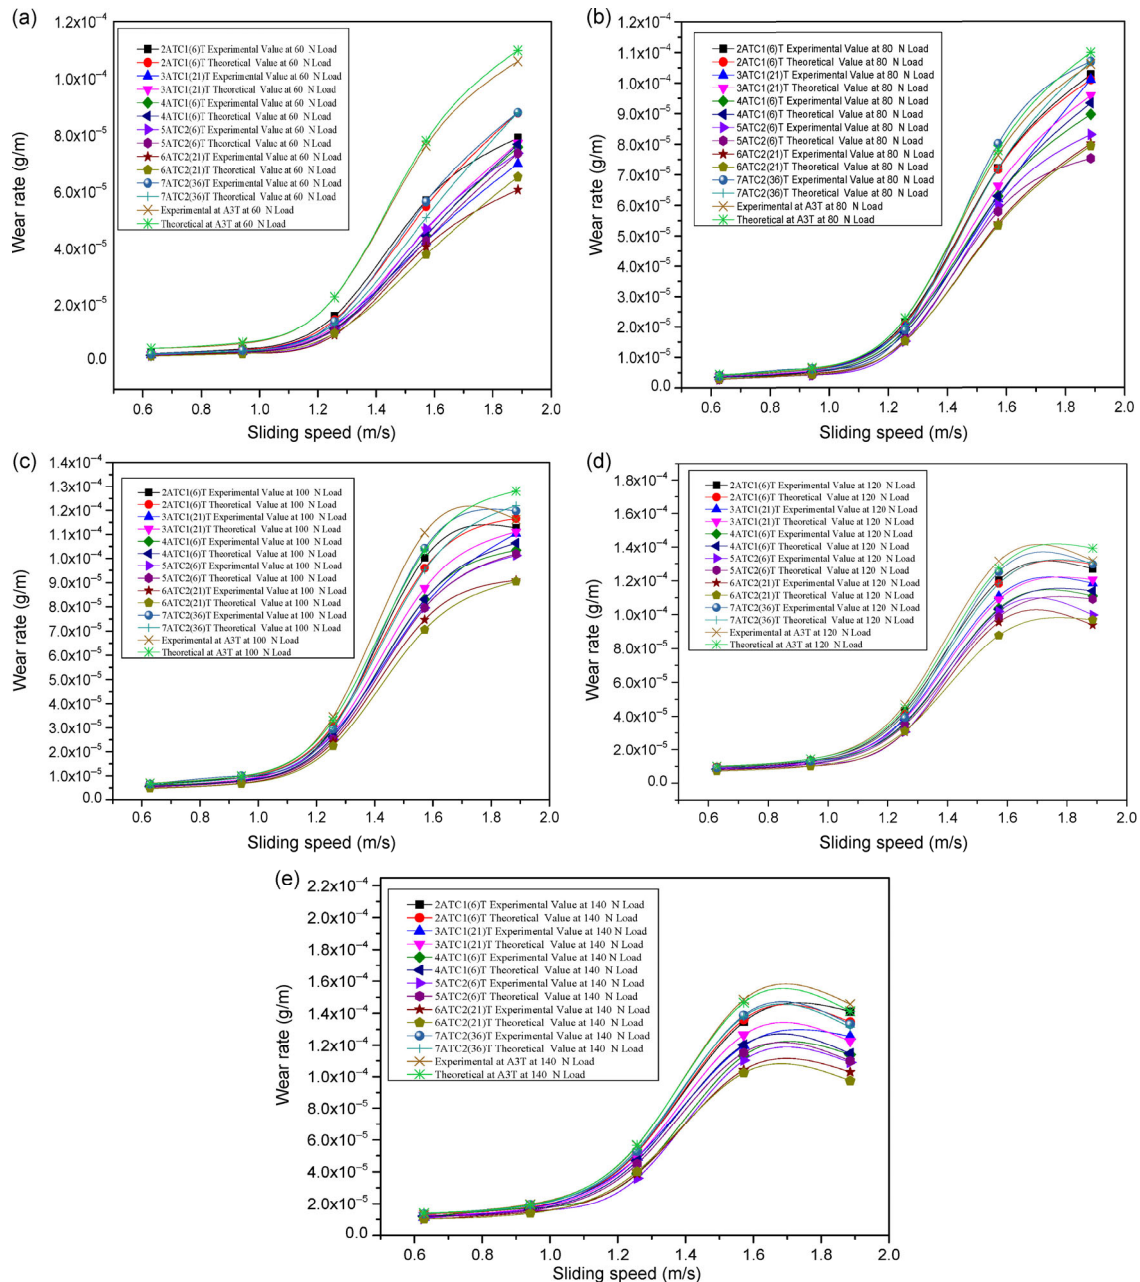 (a)
1.2x10⁻⁴
1.0x10⁻⁴
8.0x10⁻⁵
6.0x10⁻⁵
4.0x10⁻⁵
2.0x10⁻⁵
0.0
Wear rate (g/m)
2ATC1(6)T Experimental Value at 60 N Load
2ATC1(6)T Theoretical Value at 60 N Load
3ATC1(21)T Experimental Value at 60 N Load
3ATC1(21)T Theoretical Value at 60 N Load
4ATC1(6)T Experimental Value at 60 N Load
4ATC1(6)T Theoretical Value at 60 N Load
5ATC2(6)T Experimental Value at 60 N Load
5ATC2(6)T Theoretical Value at 60 N Load
6ATC2(21)T Experimental Value at 60 N Load
6ATC2(21)T Theoretical Value at 60 N Load
7ATC2(36)T Experimental Value at 60 N Load
7ATC2(36)T Theoretical Value at 60 N Load
Experimental at A3T at 60 N Load
Theoretical at A3T at 60 N Load
0.6 0.8 1.0 1.2 1.4 1.6 1.8 2.0
Sliding speed (m/s)
(b)
1.2x10⁻⁴
1.1x10⁻⁴
1.0x10⁻⁴
9.0x10⁻⁵
8.0x10⁻⁵
7.0x10⁻⁵
6.0x10⁻⁵
5.0x10⁻⁵
4.0x10⁻⁵
3.0x10⁻⁵
2.0x10⁻⁵
1.0x10⁻⁵
0.0
Wear rate (g/m)
2ATC1(6)T Experimental Value at 80 N Load
2ATC1(6)T Theoretical Value at 80 N Load
3ATC1(21)T Experimental Value at 80 N Load
3ATC1(21)T Theoretical Value at 80 N Load
4ATC1(6)T Experimental Value at 80 N Load
4ATC1(6)T Theoretical Value at 80 N Load
5ATC2(6)T Experimental Value at 80 N Load
5ATC2(6)T Theoretical Value at 80 N Load
6ATC2(21)T Experimental Value at 80 N Load
6ATC2(21)T Theoretical Value at 80 N Load
7ATC2(36)T Experimental Value at 80 N Load
7ATC2(36)T Theoretical Value at 80 N Load
Experimental at A3T at 80 N Load
Theoretical at A3T at 80 N Load
0.6 0.8 1.0 1.2 1.4 1.6 1.8 2.0
Sliding speed (m/s)
(c)
1.4x10⁻⁴
1.3x10⁻⁴
1.2x10⁻⁴
1.1x10⁻⁴
1.0x10⁻⁴
9.0x10⁻⁵
8.0x10⁻⁵
7.0x10⁻⁵
6.0x10⁻⁵
5.0x10⁻⁵
4.0x10⁻⁵
3.0x10⁻⁵
2.0x10⁻⁵
1.0x10⁻⁵
0.0
Wear rate (g/m)
2ATC1(6)T Experimental Value at 100 N Load
2ATC1(6)T Theoretical Value at 100 N Load
3ATC1(21)T Experimental Value at 100 N Load
3ATC1(21)T Theoretical Value at 100 N Load
4ATC1(6)T Experimental Value at 100 N Load
4ATC1(6)T Theoretical Value at 100 N Load
5ATC2(6)T Experimental Value at 100 N Load
5ATC2(6)T Theoretical Value at 100 N Load
6ATC2(21)T Experimental Value at 100 N Load
6ATC2(21)T Theoretical Value at 100 N Load
7ATC2(36)T Experimental Value at 100 N Load
7ATC2(36)T Theoretical Value at 100 N Load
Experimental at A3T at 100 N Load
Theoretical at A3T at 100 N Load
0.6 0.8 1.0 1.2 1.4 1.6 1.8 2.0
Sliding speed (m/s)
(d)
1.8x10⁻⁴
1.6x10⁻⁴
1.4x10⁻⁴
1.2x10⁻⁴
1.0x10⁻⁴
8.0x10⁻⁵
6.0x10⁻⁵
4.0x10⁻⁵
2.0x10⁻⁵
0.0
Wear rate (g/m)
2ATC1(6)T Experimental Value at 120 N Load
2ATC1(6)T Theoretical Value at 120 N Load
3ATC1(21)T Experimental Value at 120 N Load
3ATC1(21)T Theoretical Value at 120 N Load
4ATC1(6)T Experimental Value at 120 N Load
4ATC1(6)T Theoretical Value at 120 N Load
5ATC2(6)T Experimental Value at 120 N Load
5ATC2(6)T Theoretical Value at 120 N Load
6ATC2(21)T Experimental Value at 120 N Load
6ATC2(21)T Theoretical Value at 120 N Load
7ATC2(36)T Experimental Value at 120 N Load
7ATC2(36)T Theoretical Value at 120 N Load
Experimental at A3T at 120 N Load
Theoretical at A3T at 120 N Load
0.6 0.8 1.0 1.2 1.4 1.6 1.8 2.0
Sliding speed (m/s)
(e)
2.2x10⁻⁴
2.0x10⁻⁴
1.8x10⁻⁴
1.6x10⁻⁴
1.4x10⁻⁴
1.2x10⁻⁴
1.0x10⁻⁴
8.0x10⁻⁵
6.0x10⁻⁵
4.0x10⁻⁵
2.0x10⁻⁵
0.0
Wear rate (g/m)
2ATC1(6)T Experimental Value at 140 N Load
2ATC1(6)T Theoretical Value at 140 N Load
3ATC1(21)T Experimental Value at 140 N Load
3ATC1(21)T Theoretical Value at 140 N Load
4ATC1(6)T Experimental Value at 140 N Load
4ATC1(6)T Theoretical Value at 140 N Load
5ATC2(6)T Experimental Value at 140 N Load
5ATC2(6)T Theoretical Value at 140 N Load
6ATC2(21)T Experimental Value at 140 N Load
6ATC2(21)T Theoretical Value at 140 N Load
7ATC2(36)T Experimental Value at 140 N Load
7ATC2(36)T Theoretical Value at 140 N Load
Experimental at A3T at 140 N Load
Theoretical at A3T at 140 N Load
0.6 0.8 1.0 1.2 1.4 1.6 1.8 2.0
Sliding speed (m/s)